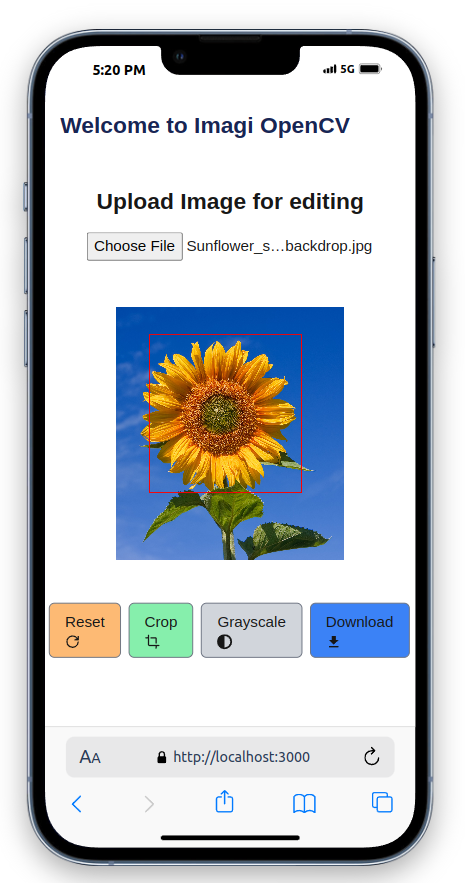 5:20 PM 5G
Welcome to Imagi OpenCV
Upload Image for editing
Choose File Sunflower_s…backdrop.jpg
Reset Crop Grayscale Download
AA http://localhost:3000